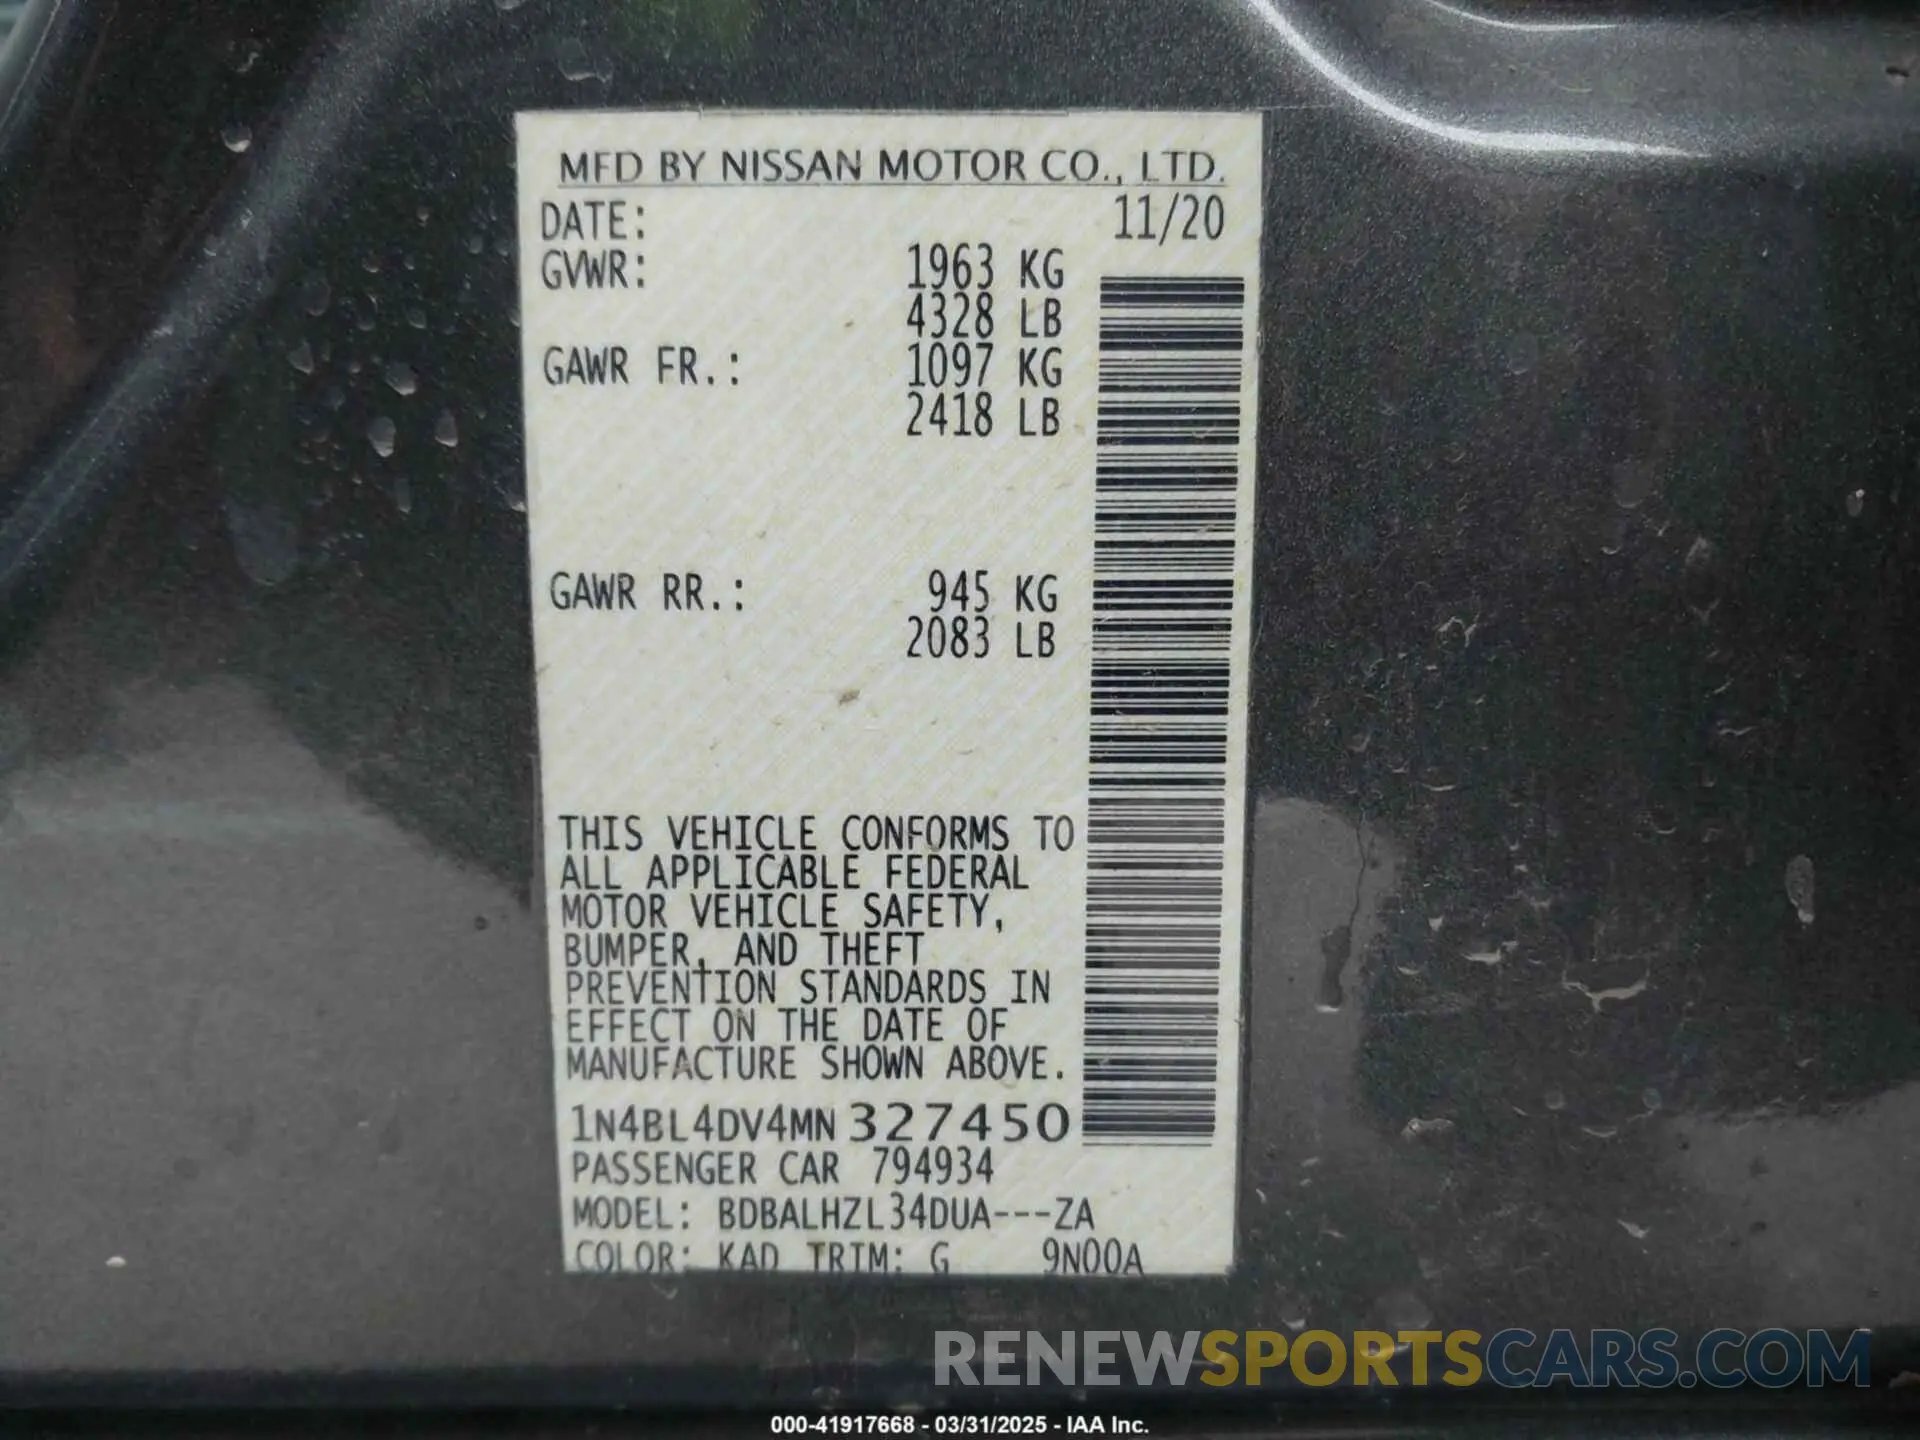 MFD BY NISSAN MOTOR CO., LTD.
DATE: 11/20
GVWR: 1963 KG
4328 LB
GAWR FR.: 1097 KG
2418 LB
GAWR RR.: 945 KG
2083 LB
THIS VEHICLE CONFORMS TO
ALL APPLICABLE FEDERAL
MOTOR VEHICLE SAFETY,
BUMPER, AND THEFT
PREVENTION STANDARDS IN
EFFECT ON THE DATE OF
MANUFACTURE SHOWN ABOVE.
1N4BL4DV4MN327450
PASSENGER CAR 794934
MODEL: BDBALHZL34DUA---ZA
COLOR: KAD TRIM: G 9N00A
RENEWSPORTSCARS.COM
000-41917668 - 03/31/2025 - IAA Inc.